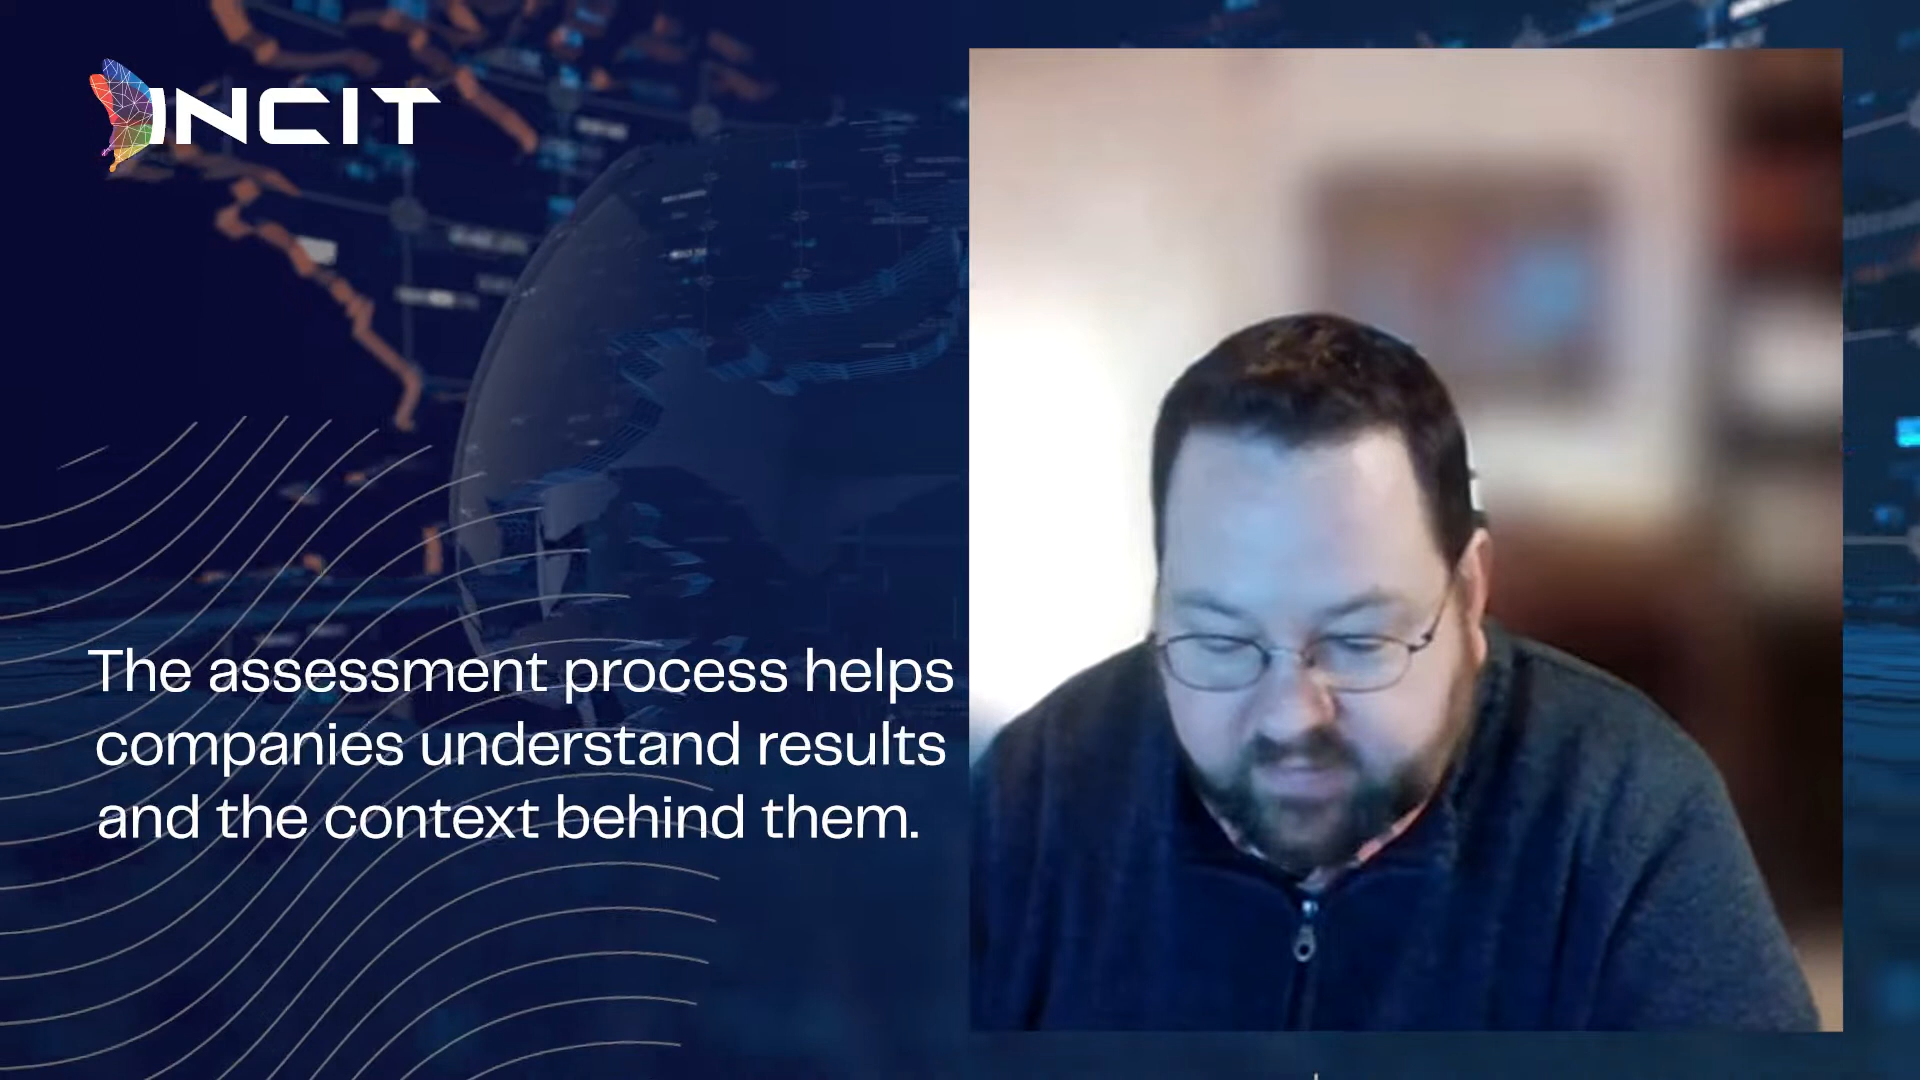 INCIT
The assessment process helps
companies understand results
and the context behind them.